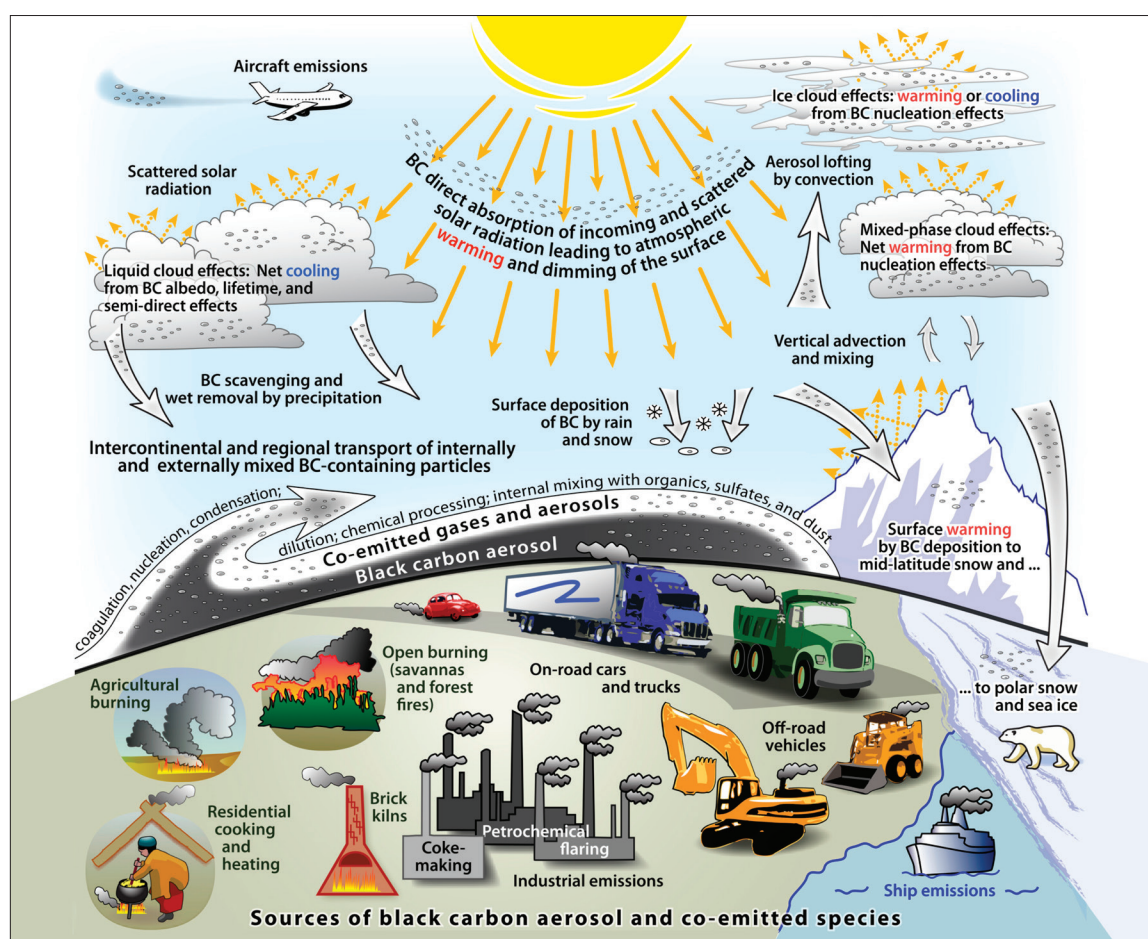 Aircraft emissions
Ice cloud effects: warming or cooling
from BC nucleation effects
Scattered solar
radiation
BC direct absorption of incoming and scattered
solar radiation leading to atmospheric
warming and dimming of the surface
Aerosol lofting
by convection
Mixed-phase cloud effects:
Net warming from BC
nucleation effects
Liquid cloud effects: Net cooling
from BC albedo, lifetime, and
semi-direct effects
Vertical advection
and mixing
BC scavenging and
wet removal by precipitation
Surface deposition
of BC by rain
and snow
Intercontinental and regional transport of internally
and externally mixed BC-containing particles
coagulation, nucleation, condensation;
dilution; chemical processing; internal mixing with organics, sulfates, and dust
Co-emitted gases and aerosols
Black carbon aerosol
Surface warming
by BC deposition to
mid-latitude snow and ...
... to polar snow
and sea ice
Agricultural
burning
Open burning
(savannas
and forest
fires)
On-road cars
and trucks
Off-road
vehicles
Residential
cooking
and
heating
Brick
kilns
Coke-
making
Petrochemical
flaring
Industrial emissions
Ship emissions
Sources of black carbon aerosol and co-emitted species